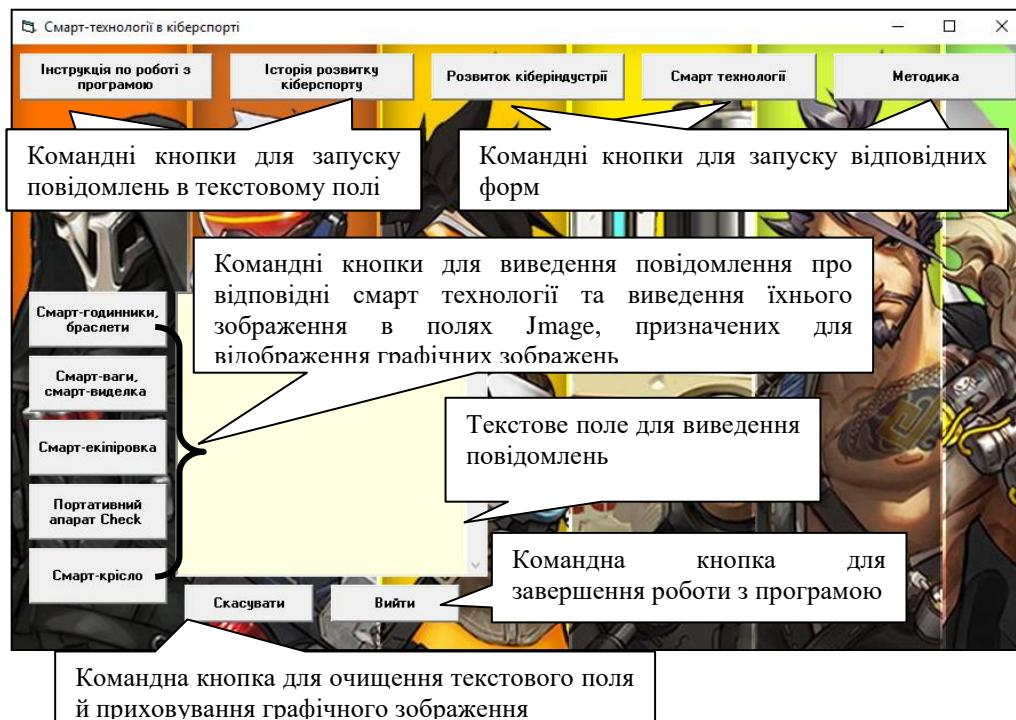 Смарт-технології в кіберспорті
Інструкція по роботі з
програмою
Історія розвитку
кіберспорту
Розвиток кіберіндустрії
Смарт технології
Методика
Командні кнопки для запуску
повідомлень в текстовому полі
Командні кнопки для запуску відповідних
форм
Командні кнопки для виведення повідомлення про
відповідні смарт технології та виведення їхнього
зображення в полях Jmage, призначених для
відображення графічних зображень
Смарт-годинники,
браслети
Смарт-ваги,
смарт-виделка
Смарт-екіпіровка
Портативний
апарат Check
Смарт-крісло
Текстове поле для виведення
повідомлень
Командна кнопка для
завершення роботи з програмою
Скасувати
Вийти
Командна кнопка для очищення текстового поля
й приховування графічного зображення